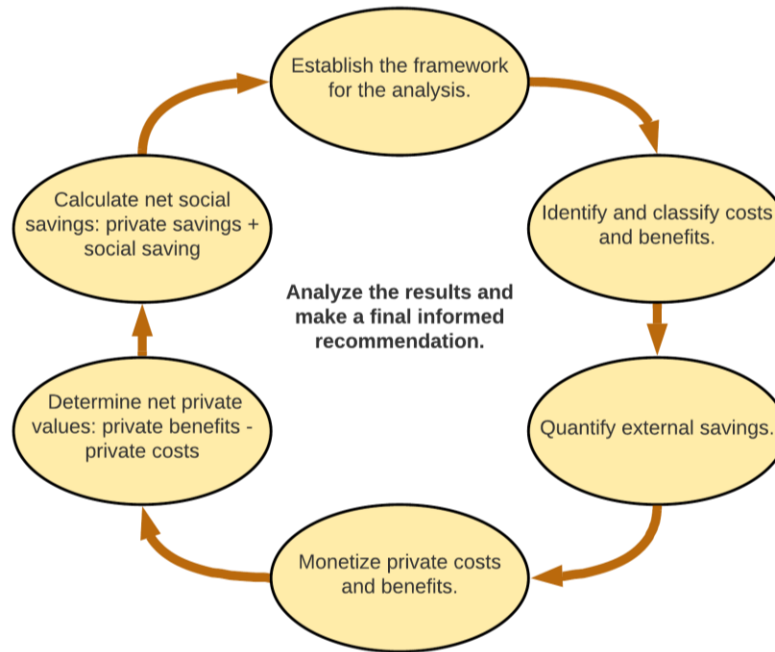 Establish the framework
for the analysis.
Identify and classify costs
and benefits.
Quantify external savings.
Monetize private costs
and benefits.
Determine net private
values: private benefits -
private costs
Calculate net social
savings: private savings +
social saving
Analyze the results and
make a final informed
recommendation.